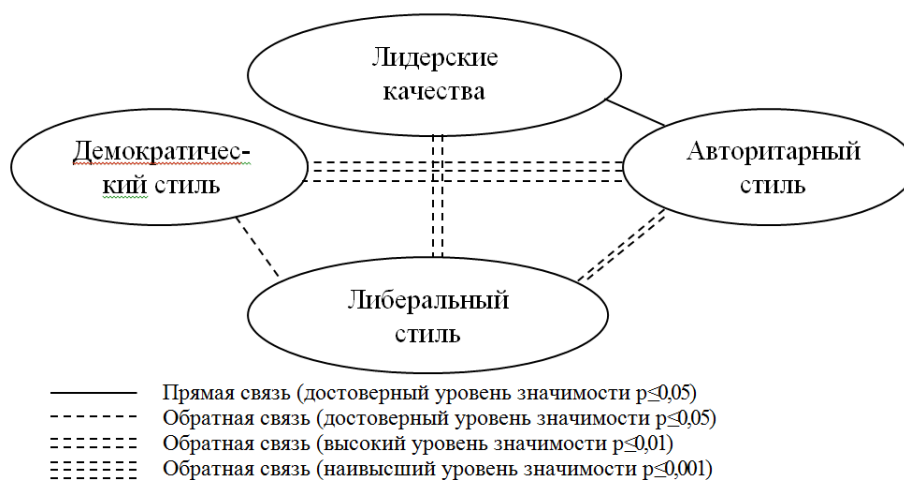 Лидерские
качества
Демократичес-
кий стиль
Авторитарный
стиль
Либеральный
стиль
Прямая связь (достоверный уровень значимости p≤0,05)
Обратная связь (достоверный уровень значимости p≤0,05)
Обратная связь (высокий уровень значимости p≤0,01)
Обратная связь (наивысший уровень значимости p≤0,001)